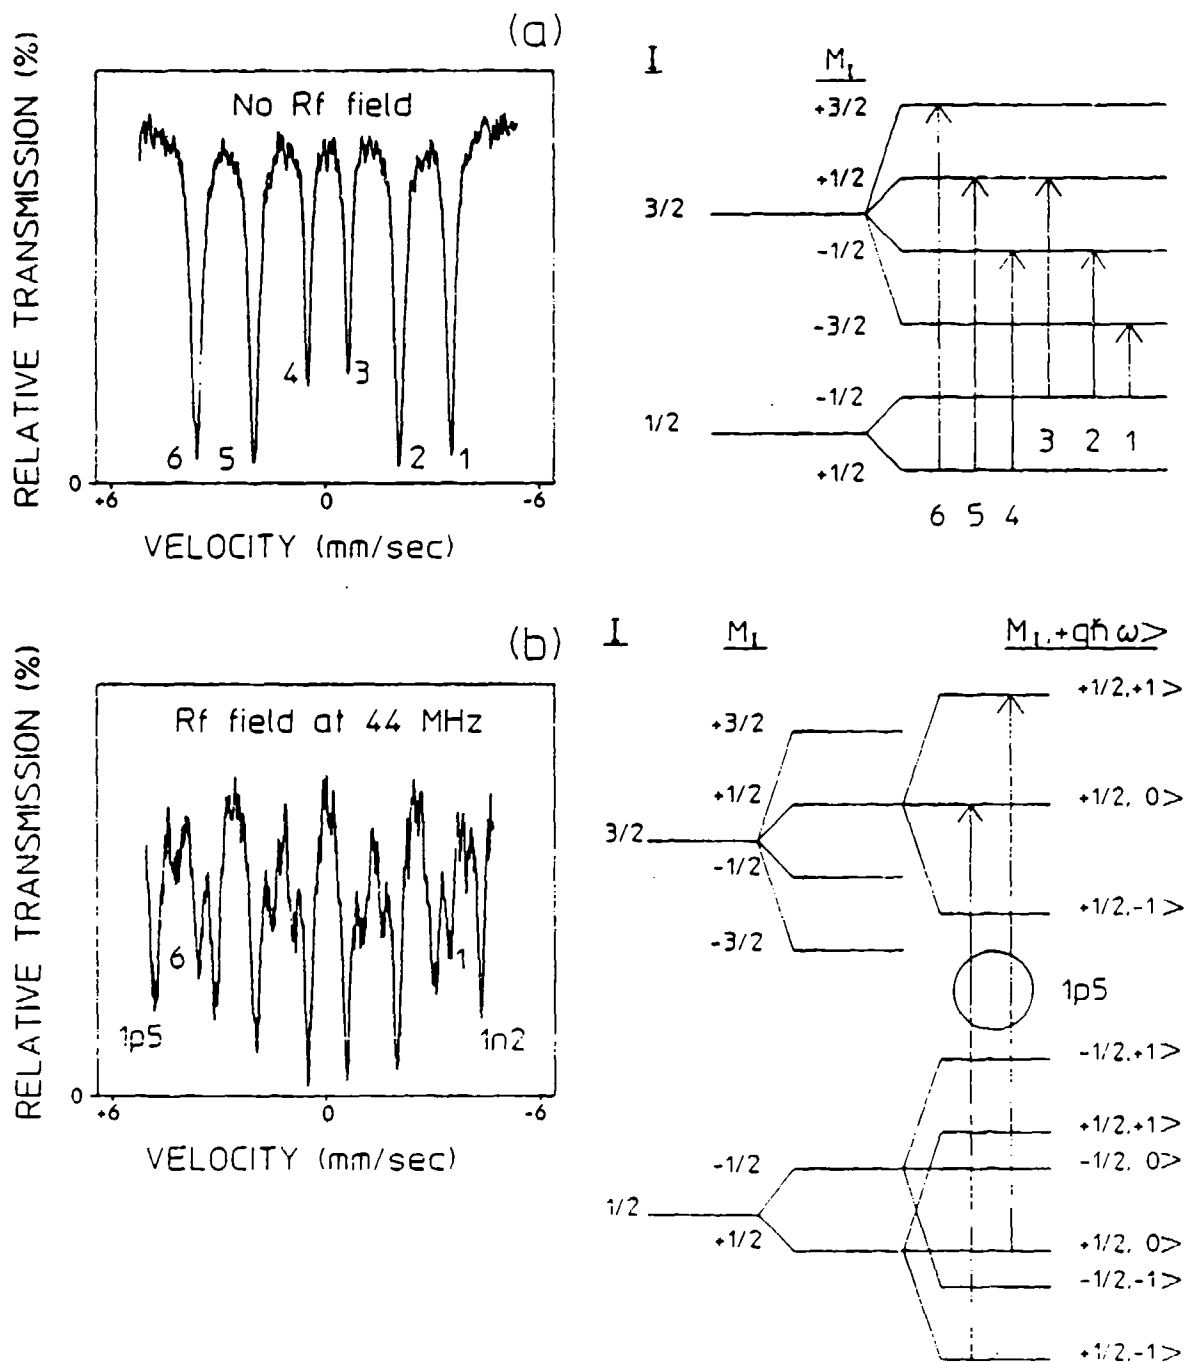 (a)
RELATIVE TRANSMISSION (%)
No Rf field
6 5 4 3 2 1
0
+6 0 -6
VELOCITY (mm/sec)
I M_I
+3/2
+1/2
3/2
-1/2
-3/2
-1/2
1/2
3 2 1
+1/2
6 5 4
(b)
RELATIVE TRANSMISSION (%)
Rf field at 44 MHz
6 1
1p5 1n2
0
+6 0 -6
VELOCITY (mm/sec)
I M_I M_I,+qħω>
+1/2,+1>
+3/2
+1/2 +1/2, 0>
3/2
-1/2
+1/2,-1>
-3/2
1p5
-1/2,+1>
+1/2,+1>
-1/2 -1/2, 0>
1/2
+1/2 +1/2, 0>
-1/2,-1>
+1/2,-1>